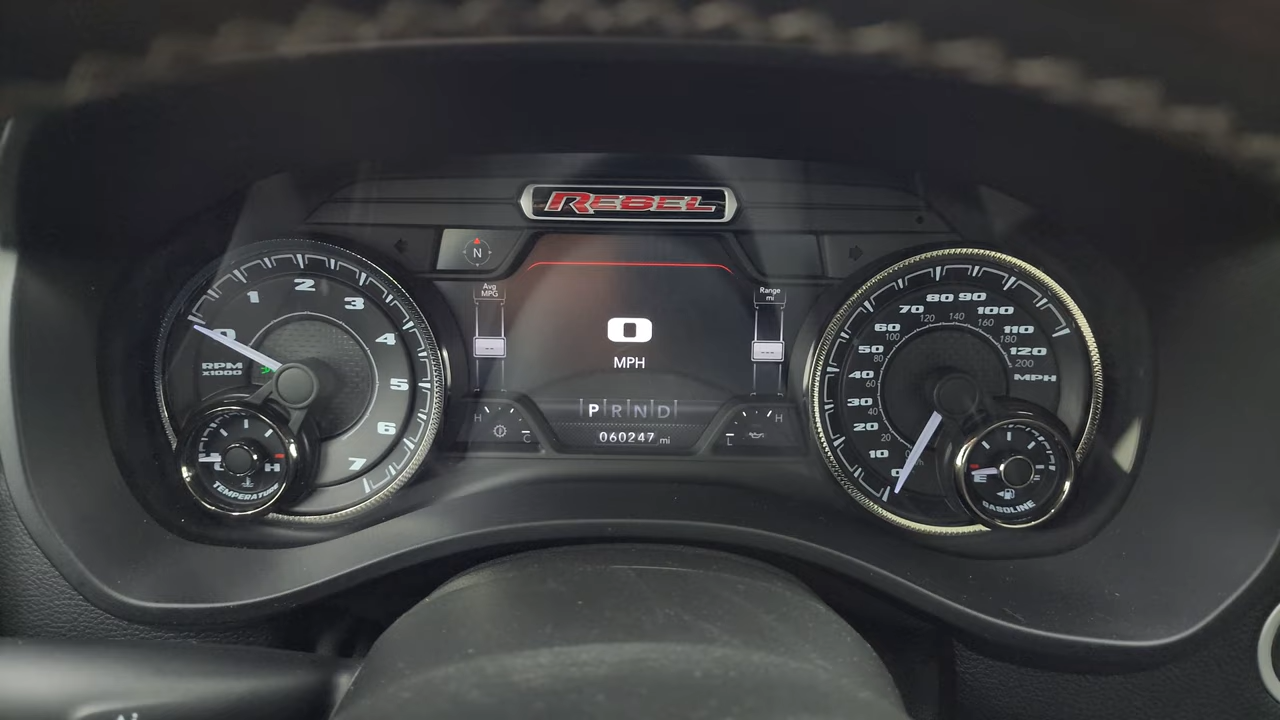 REBEL
N
Avg
MPG
--
Range
mi
---
0
MPH
P R N D
060247 mi
H
C
L
H
0
1
2
3
4
5
6
7
RPM
x1000
C
H
TEMPERATURE
0
10
20
30
40
50
60
70
80
90
100
110
120
MPH
20
40
60
80
100
120
140
160
180
200
E
GASOLINE